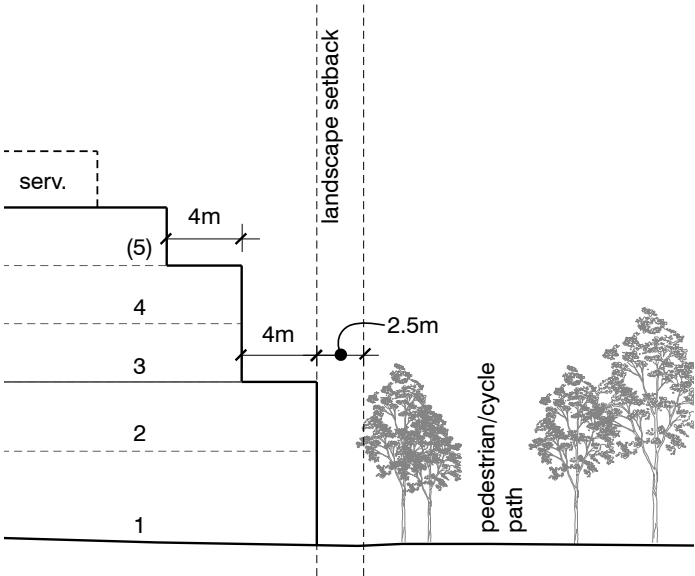 landscape setback
serv.
4m
(5)
4
4m
2.5m
3
2
pedestrian/cycle
path
1